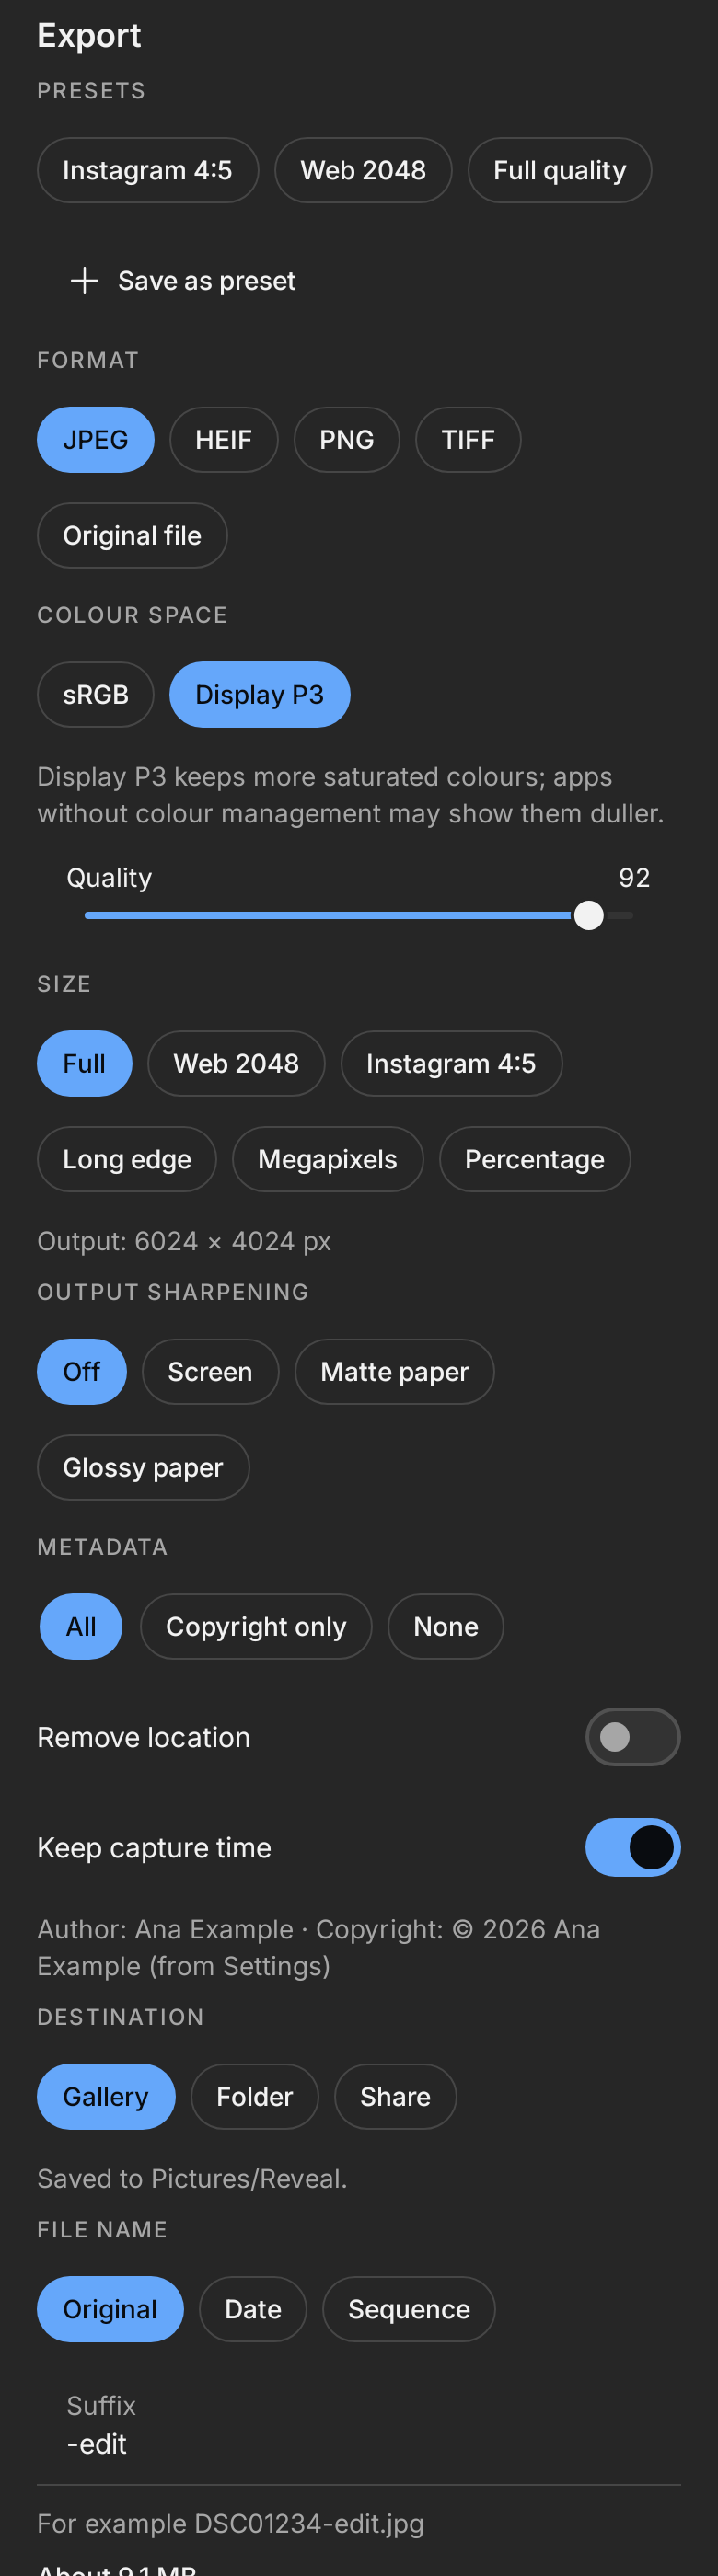 Export
PRESETS
Instagram 4:5 Web 2048 Full quality
Save as preset
FORMAT
JPEG HEIF PNG TIFF
Original file
COLOUR SPACE
sRGB Display P3
Display P3 keeps more saturated colours; apps
without colour management may show them duller.
Quality 92
SIZE
Full Web 2048 Instagram 4:5
Long edge Megapixels Percentage
Output: 6024 × 4024 px
OUTPUT SHARPENING
Off Screen Matte paper
Glossy paper
METADATA
All Copyright only None
Remove location
Keep capture time
Author: Ana Example · Copyright: © 2026 Ana
Example (from Settings)
DESTINATION
Gallery Folder Share
Saved to Pictures/Reveal.
FILE NAME
Original Date Sequence
Suffix
-edit
For example DSC01234-edit.jpg
About 9.1 MB